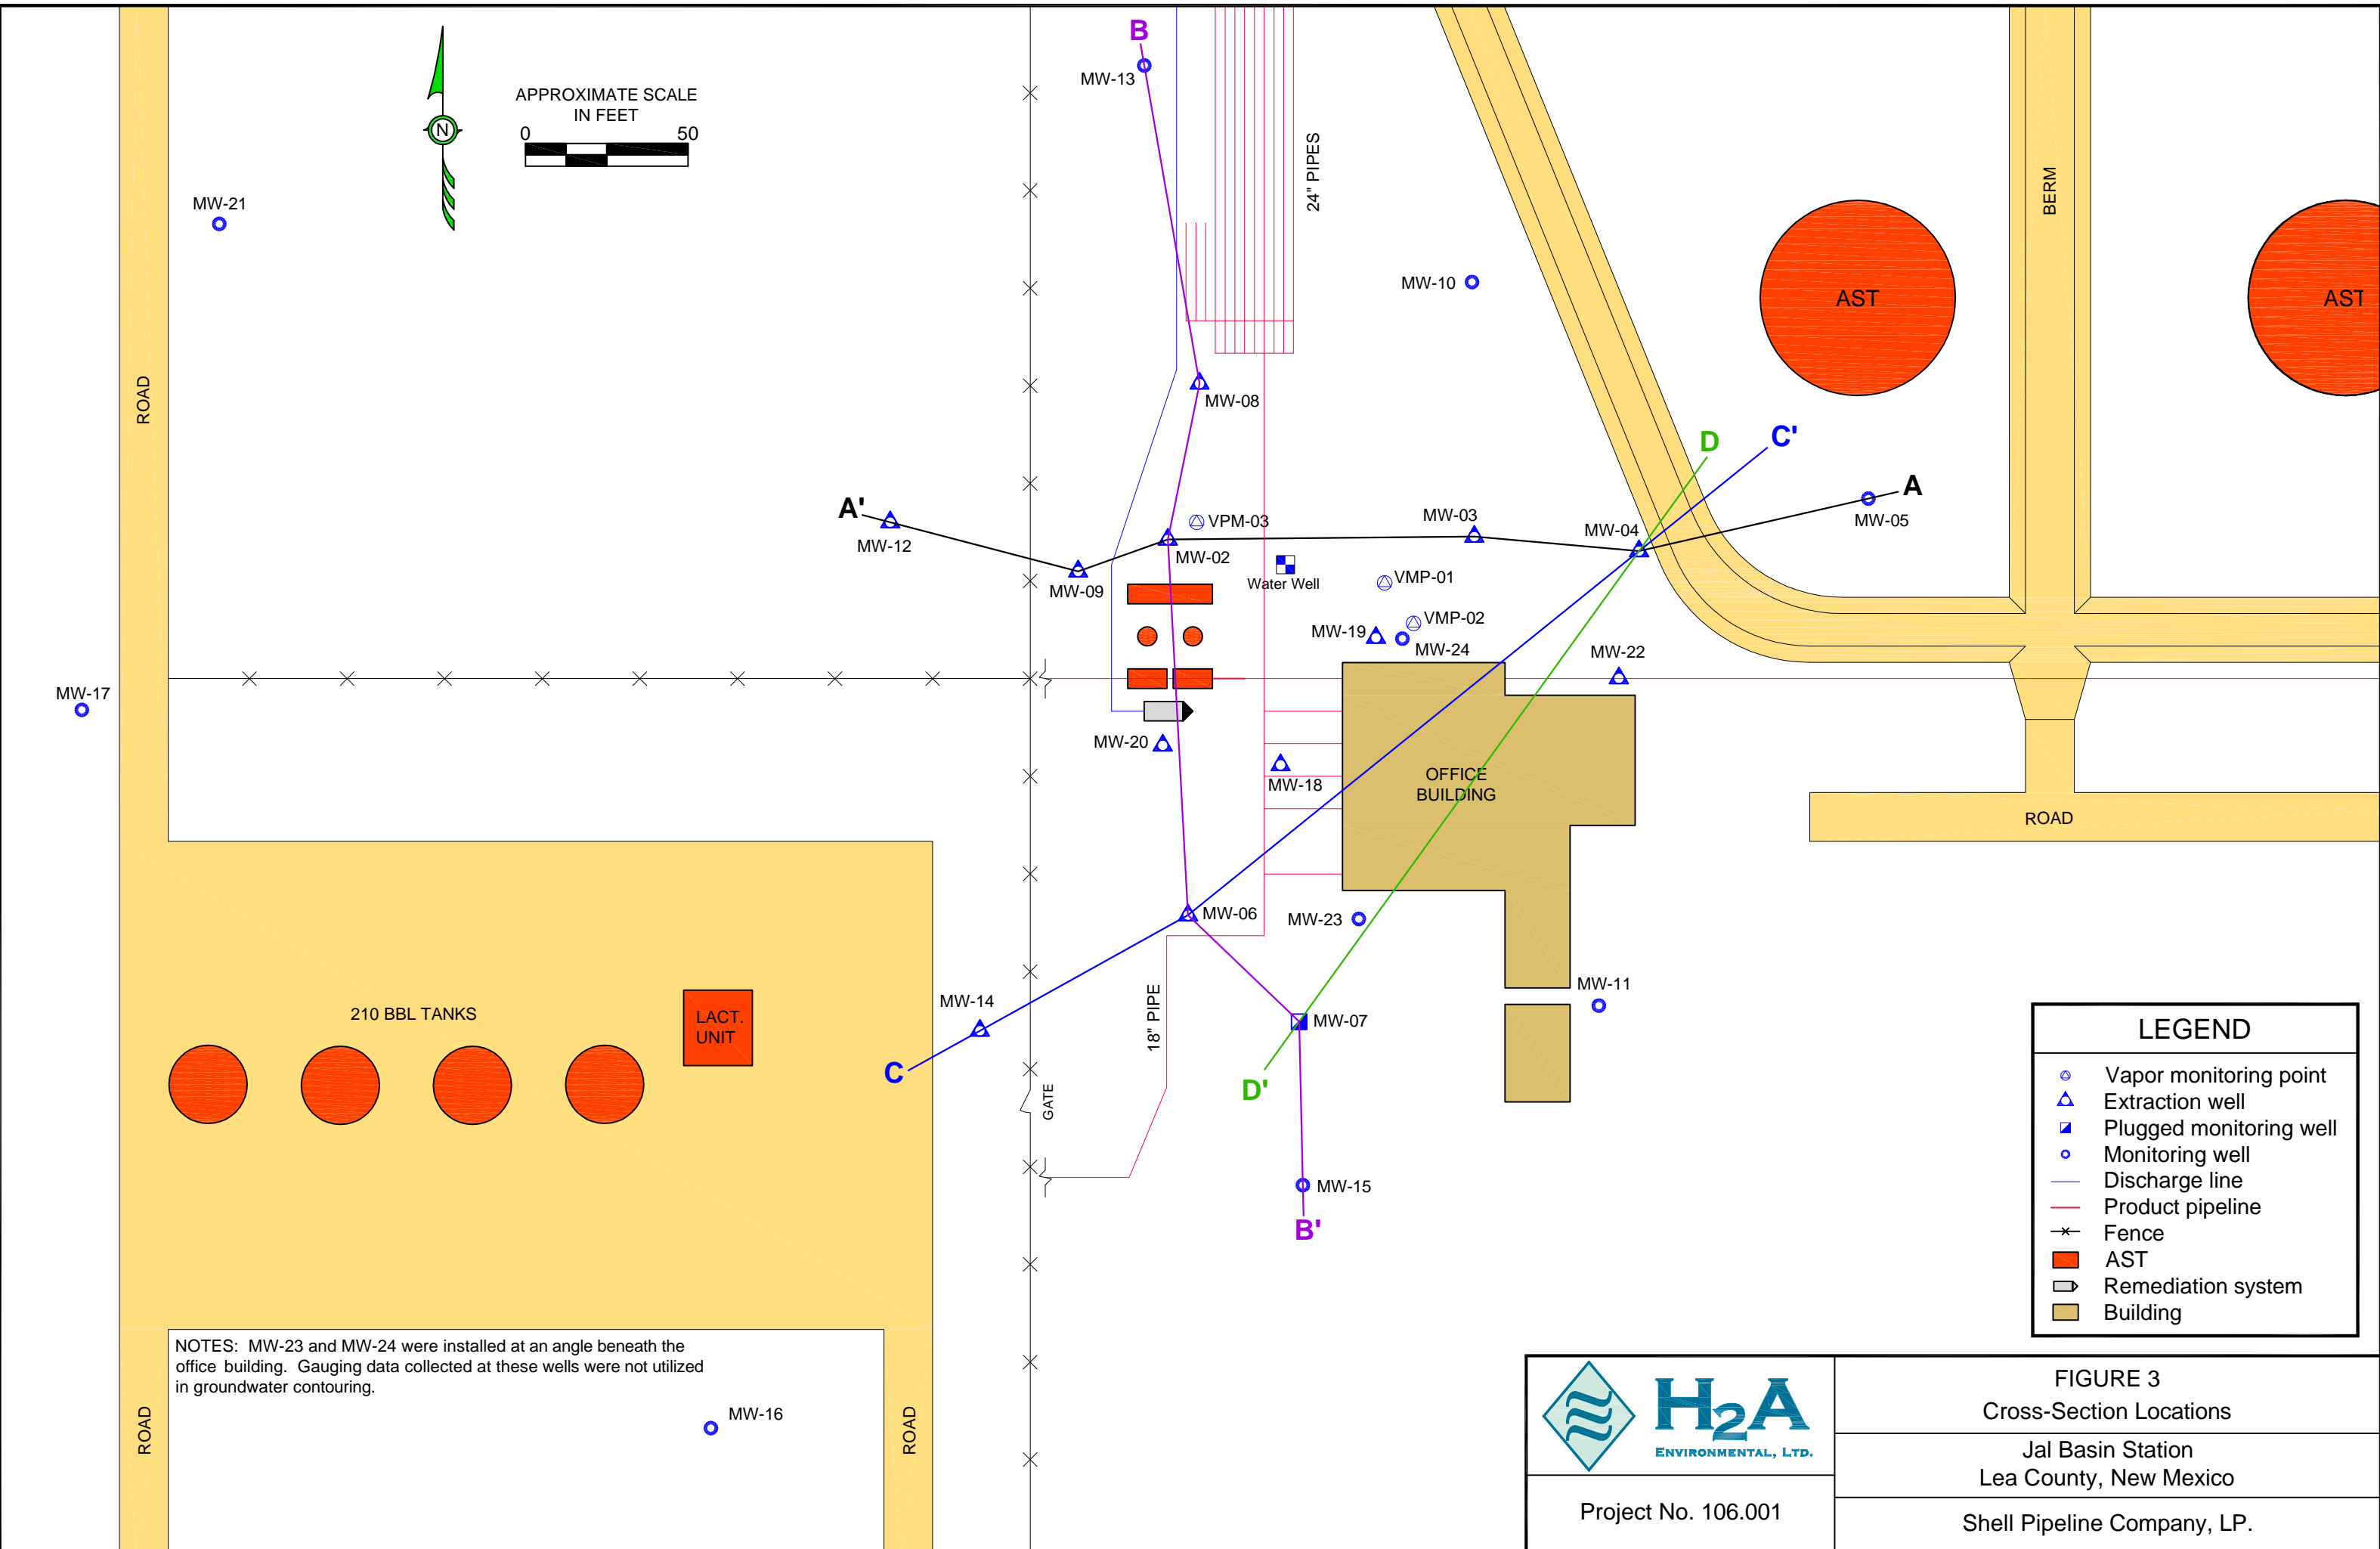 B
MW-13
APPROXIMATE SCALE
IN FEET
0
50
N
24" PIPES
BERM
MW-21
MW-10
AST
AST
ROAD
MW-08
D
C'
A'
A
MW-12
VPM-03
MW-03
MW-04
MW-05
MW-02
MW-09
Water Well
VMP-01
VMP-02
MW-19
MW-24
MW-22
MW-17
MW-20
MW-18
OFFICE
BUILDING
ROAD
MW-06
MW-23
MW-11
MW-14
210 BBL TANKS
LACT.
UNIT
18" PIPE
MW-07
C
D'
GATE
MW-15
B'
LEGEND
Vapor monitoring point
Extraction well
Plugged monitoring well
Monitoring well
Discharge line
Product pipeline
Fence
AST
Remediation system
Building
NOTES: MW-23 and MW-24 were installed at an angle beneath the
office building. Gauging data collected at these wells were not utilized
in groundwater contouring.
ROAD
MW-16
ROAD
H2A
ENVIRONMENTAL, LTD.
Project No. 106.001
FIGURE 3
Cross-Section Locations
Jal Basin Station
Lea County, New Mexico
Shell Pipeline Company, LP.